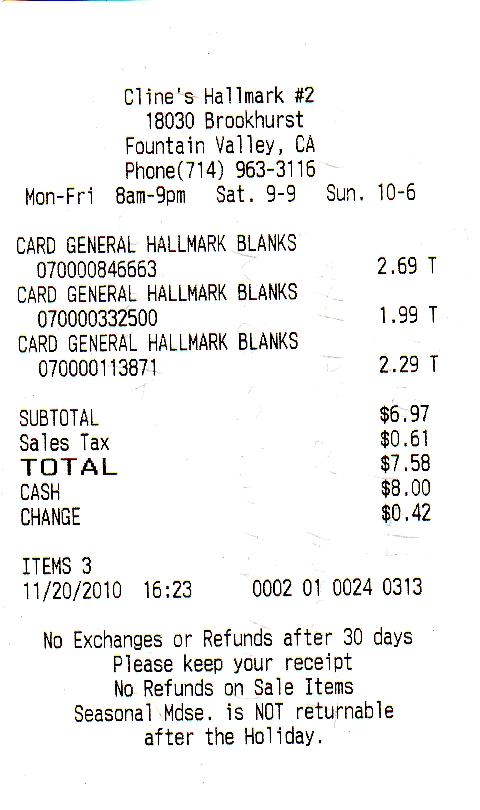 Cline's Hallmark #2
18030 Brookhurst
Fountain Valley, CA
Phone(714) 963-3116
Mon-Fri 8am-9pm Sat. 9-9 Sun. 10-6
CARD GENERAL HALLMARK BLANKS
070000846663 2.69 T
CARD GENERAL HALLMARK BLANKS
070000332500 1.99 T
CARD GENERAL HALLMARK BLANKS
070000113871 2.29 T
SUBTOTAL $6.97
Sales Tax $0.61
TOTAL $7.58
CASH $8.00
CHANGE $0.42
ITEMS 3
11/20/2010 16:23 0002 01 0024 0313
No Exchanges or Refunds after 30 days
Please keep your receipt
No Refunds on Sale Items
Seasonal Mdse. is NOT returnable
after the Holiday.